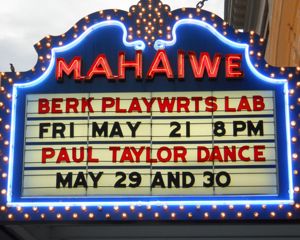 MAHAIWE
BERK PLAYWRTS LAB
FRI MAY 21 8 PM
PAUL TAYLOR DANCE
MAY 29 AND 30